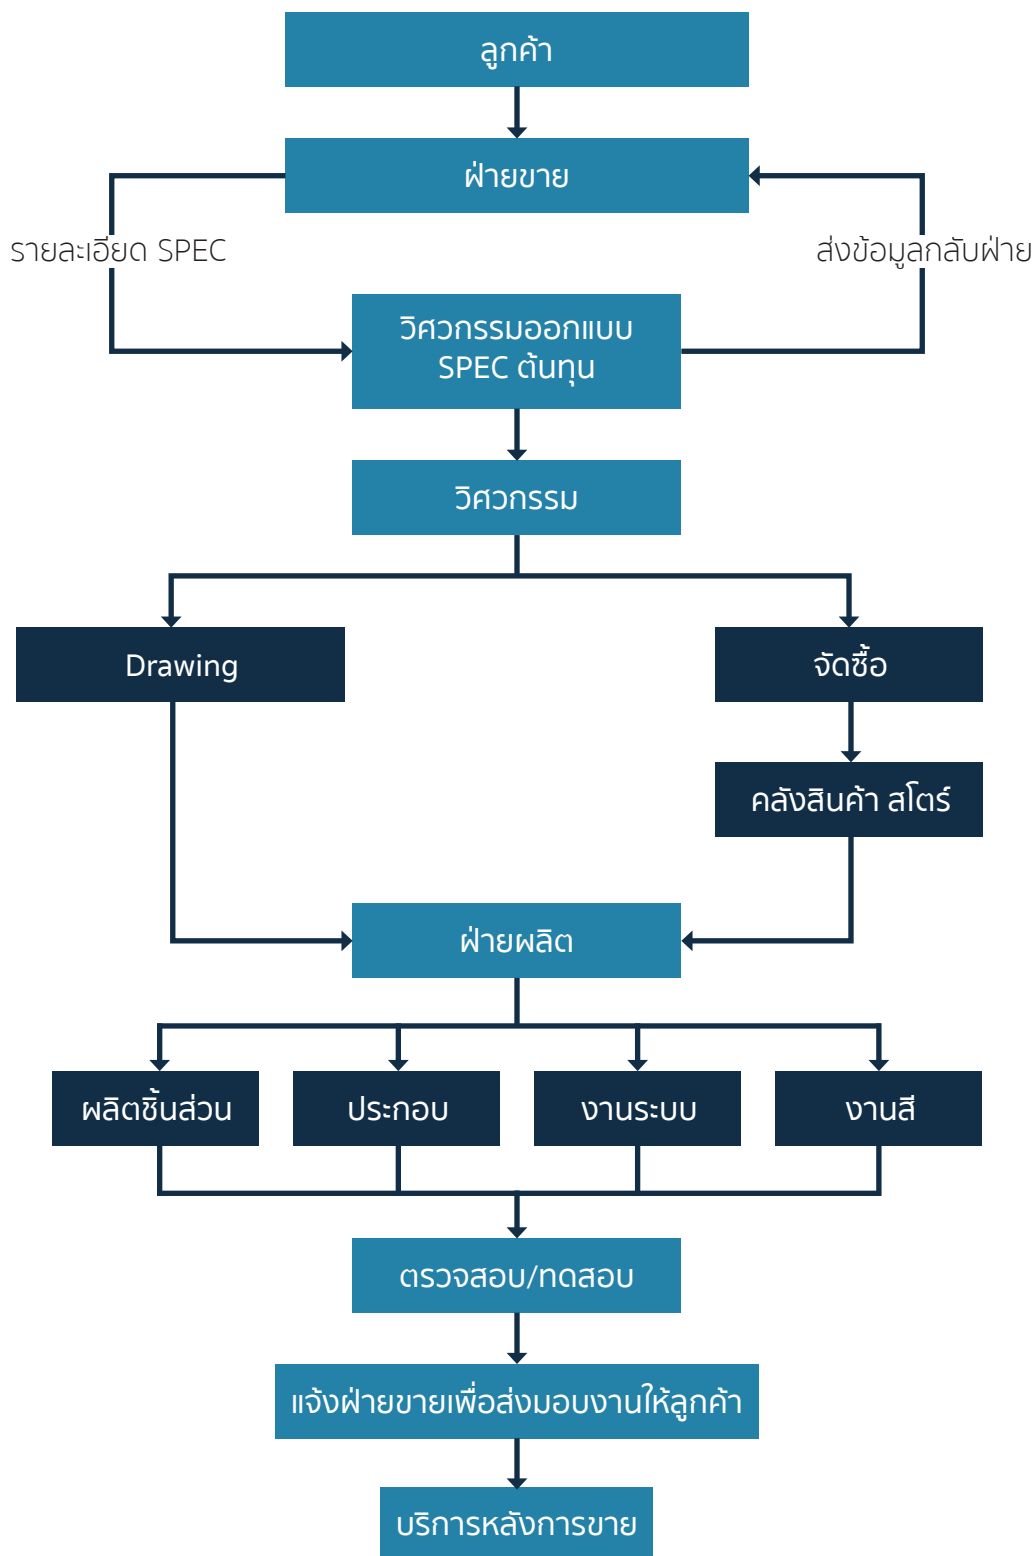 ลูกค้า
ฝ่ายขาย
รายละเอียด SPEC
ส่งข้อมูลกลับฝ่าย
วิศวกรรมออกแบบ
SPEC ต้นทุน
วิศวกรรม
Drawing
จัดซื้อ
คลังสินค้า สโตร์
ฝ่ายผลิต
ผลิตชิ้นส่วน
ประกอบ
งานระบบ
งานสี
ตรวจสอบ/ทดสอบ
แจ้งฝ่ายขายเพื่อส่งมอบงานให้ลูกค้า
บริการหลังการขาย